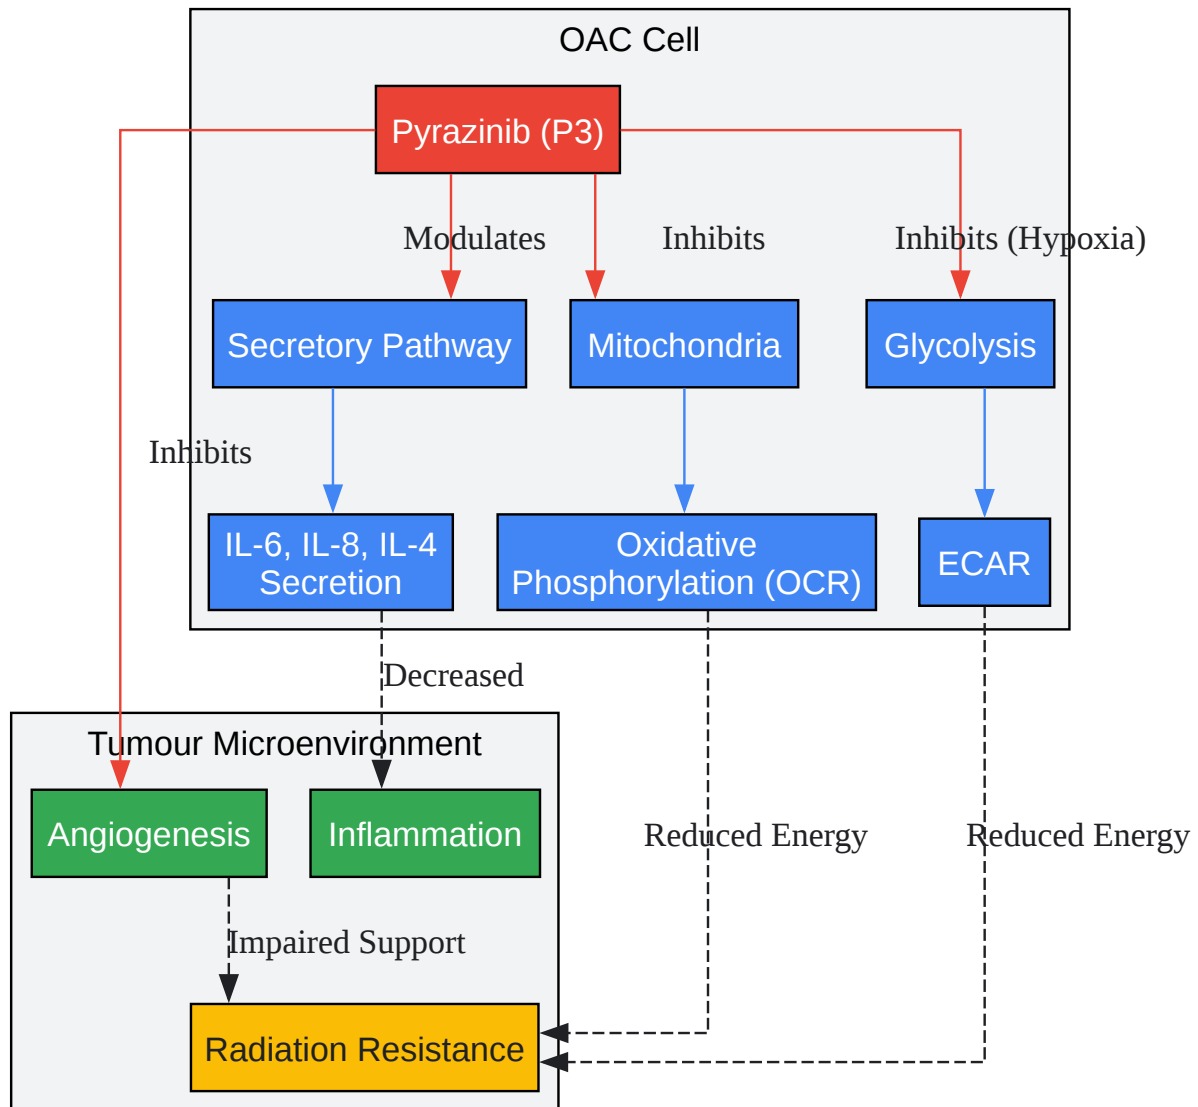 OAC Cell
Pyrazinib (P3)
Modulates
Inhibits
Inhibits (Hypoxia)
Secretory Pathway
Mitochondria
Glycolysis
Inhibits
IL-6, IL-8, IL-4
Secretion
Oxidative
Phosphorylation (OCR)
ECAR
Decreased
Tumour Microenvironment
Angiogenesis
Inflammation
Reduced Energy
Reduced Energy
Impaired Support
Radiation Resistance